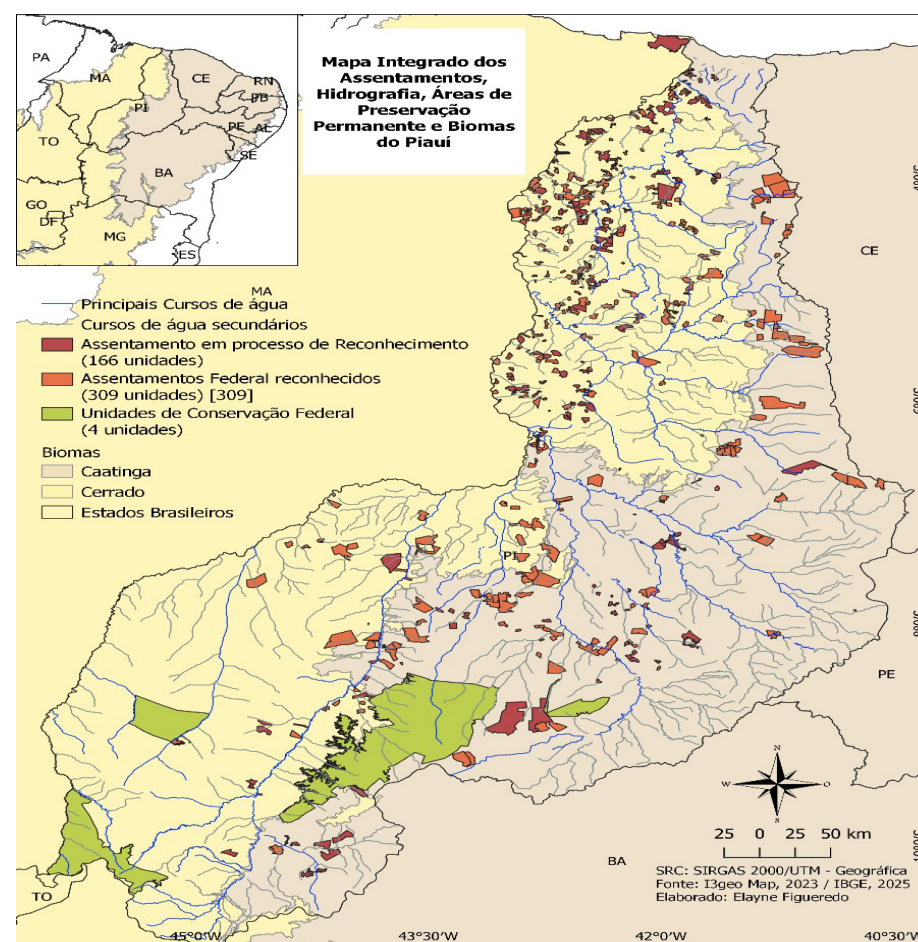 Mapa Integrado dos
Assentamentos,
Hidrografia, Áreas de
Preservação
Permanente e Biomas
do Piauí
PA
MA
CE
RN
PB
PI
PE
AL
TO
SE
BA
GO
DF
MG
ES
MA
CE
Principais Cursos de água
Cursos de água secundários
Assentamento em processo de Reconhecimento
(166 unidades)
Assentamentos Federal reconhecidos
(309 unidades) [309]
Unidades de Conservação Federal
(4 unidades)
Biomas
Caatinga
Cerrado
Estados Brasileiros
PI
PE
N
W
O
S
25 0 25 50 km
BA
SRC: SIRGAS 2000/UTM - Geográfica
Fonte: I3geo Map, 2023 / IBGE, 2025
Elaborado: Elayne Figueredo
TO
45°0'W
43°30'W
42°0'W
40°30'W